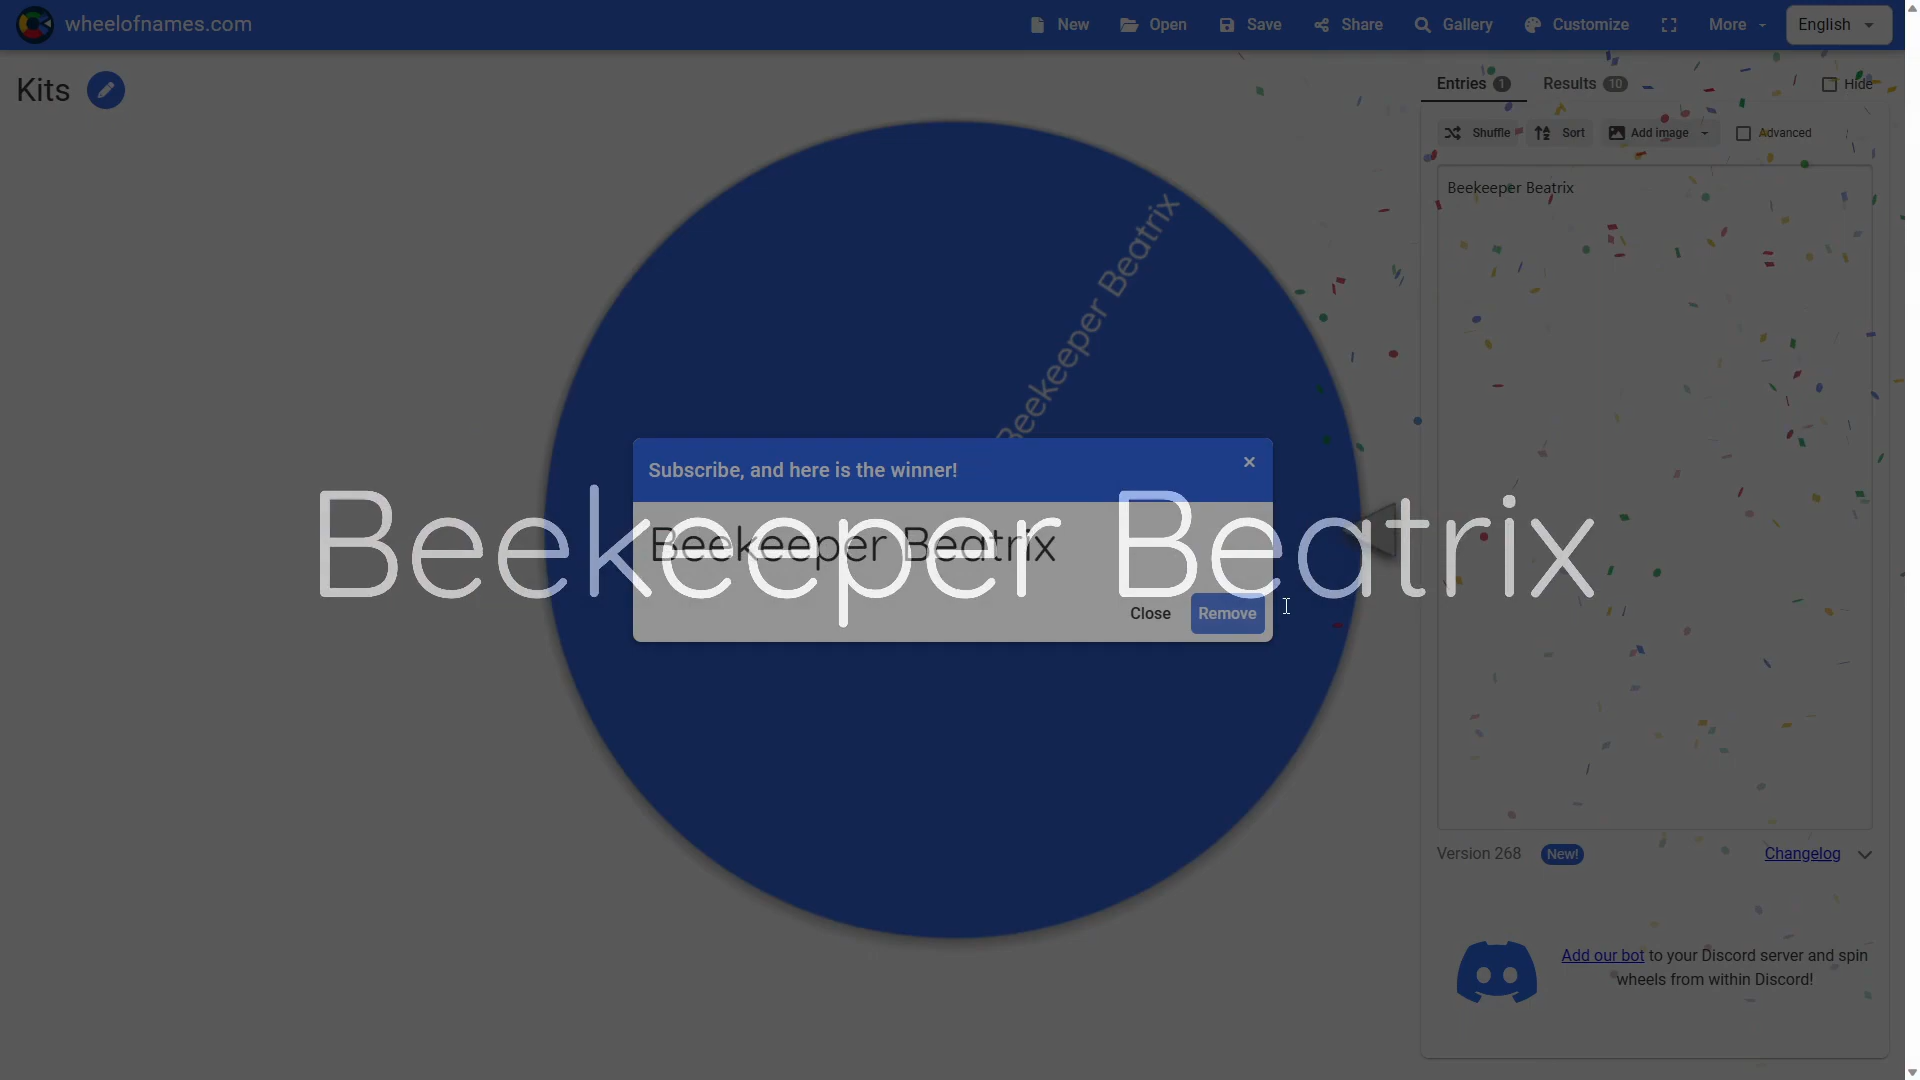 wheelofnames.com
New
Open
Save
Share
Gallery
Customize
More
English
Kits
Entries 1
Results 10
Hide
Shuffle
Sort
Add image
Advanced
Beekeeper Beatrix
Beekeeper Beatrix
Subscribe, and here is the winner!
Beekeeper Beatrix
Beekeeper Beatrix
Close
Remove
Version 268
New!
Changelog
Add our bot to your Discord server and spin
wheels from within Discord!